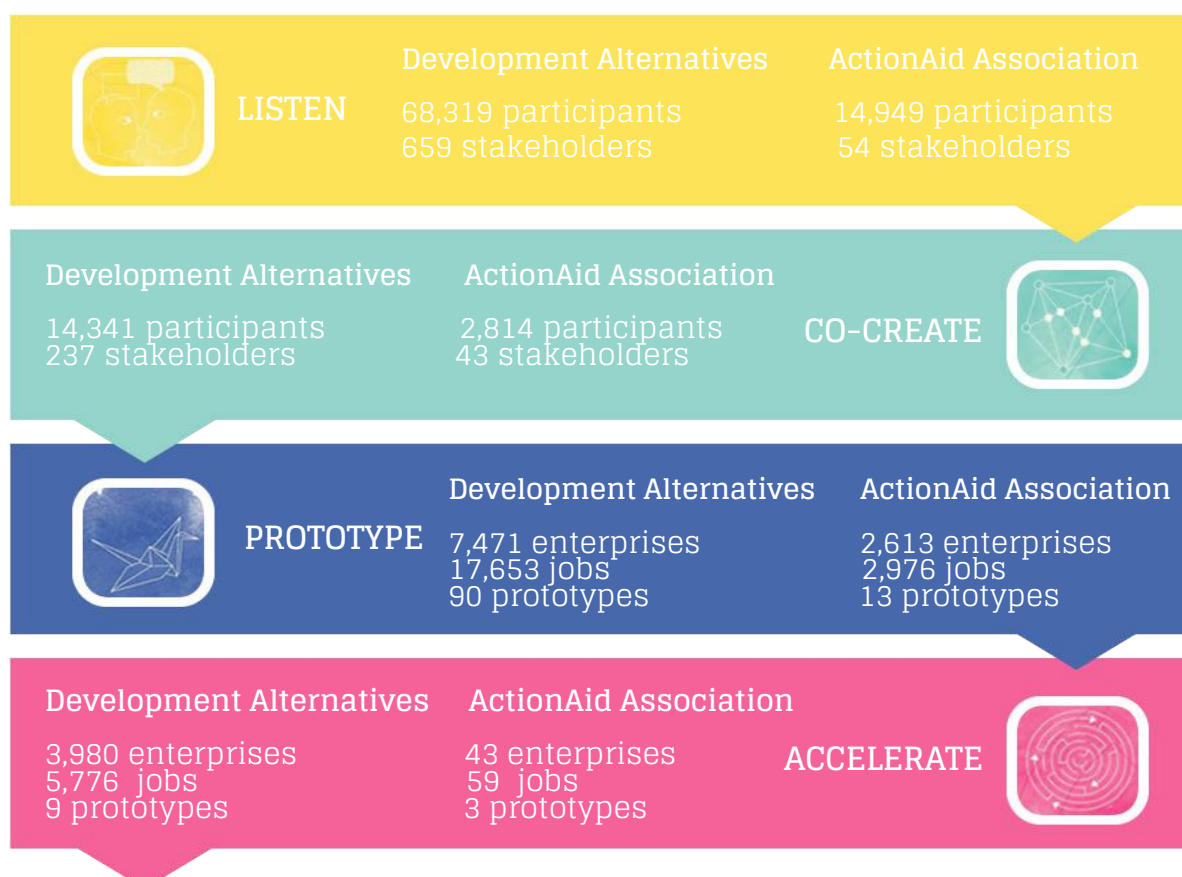 LISTEN
Development Alternatives
68,319 participants
659 stakeholders
ActionAid Association
14,949 participants
54 stakeholders
Development Alternatives
14,341 participants
237 stakeholders
ActionAid Association
2,814 participants
43 stakeholders
CO-CREATE
PROTOTYPE
Development Alternatives
7,471 enterprises
17,653 jobs
90 prototypes
ActionAid Association
2,613 enterprises
2,976 jobs
13 prototypes
Development Alternatives
3,980 enterprises
5,776 jobs
9 prototypes
ActionAid Association
43 enterprises
59 jobs
3 prototypes
ACCELERATE